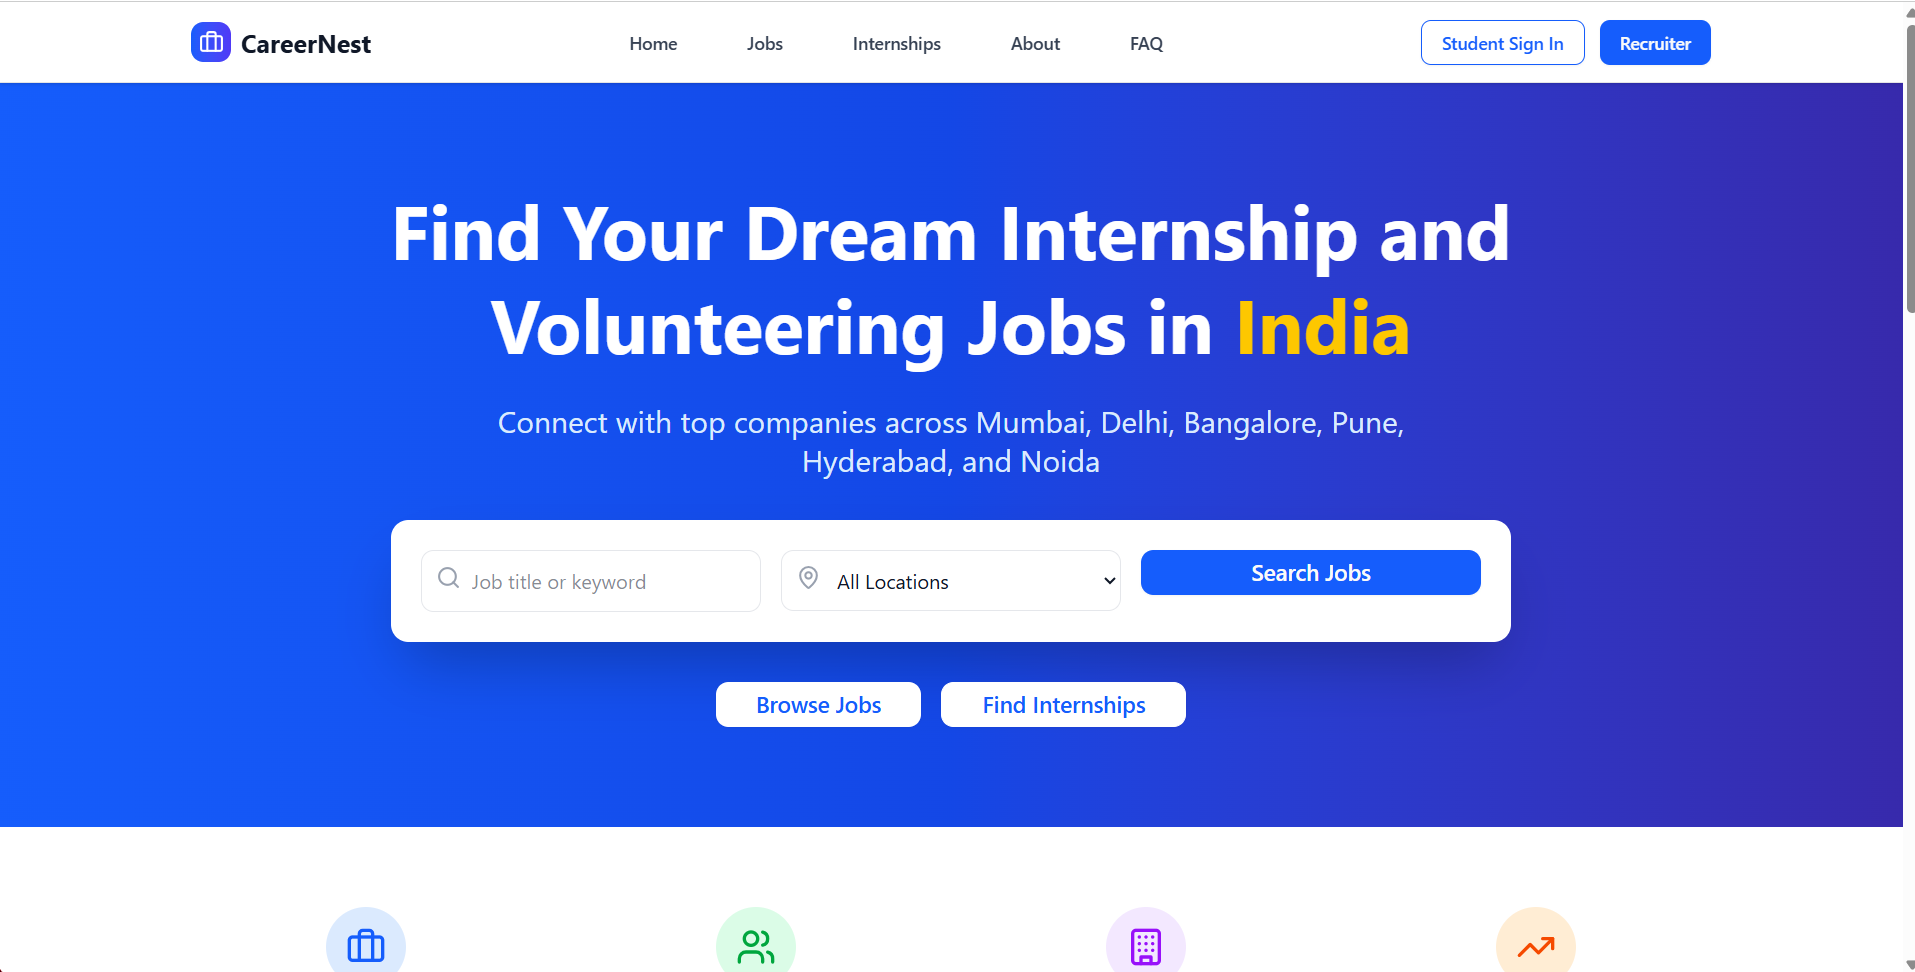 CareerNest
Home
Jobs
Internships
About
FAQ
Student Sign In
Recruiter
Find Your Dream Internship and
Volunteering Jobs in India
Connect with top companies across Mumbai, Delhi, Bangalore, Pune,
Hyderabad, and Noida
Job title or keyword
All Locations
Search Jobs
Browse Jobs
Find Internships